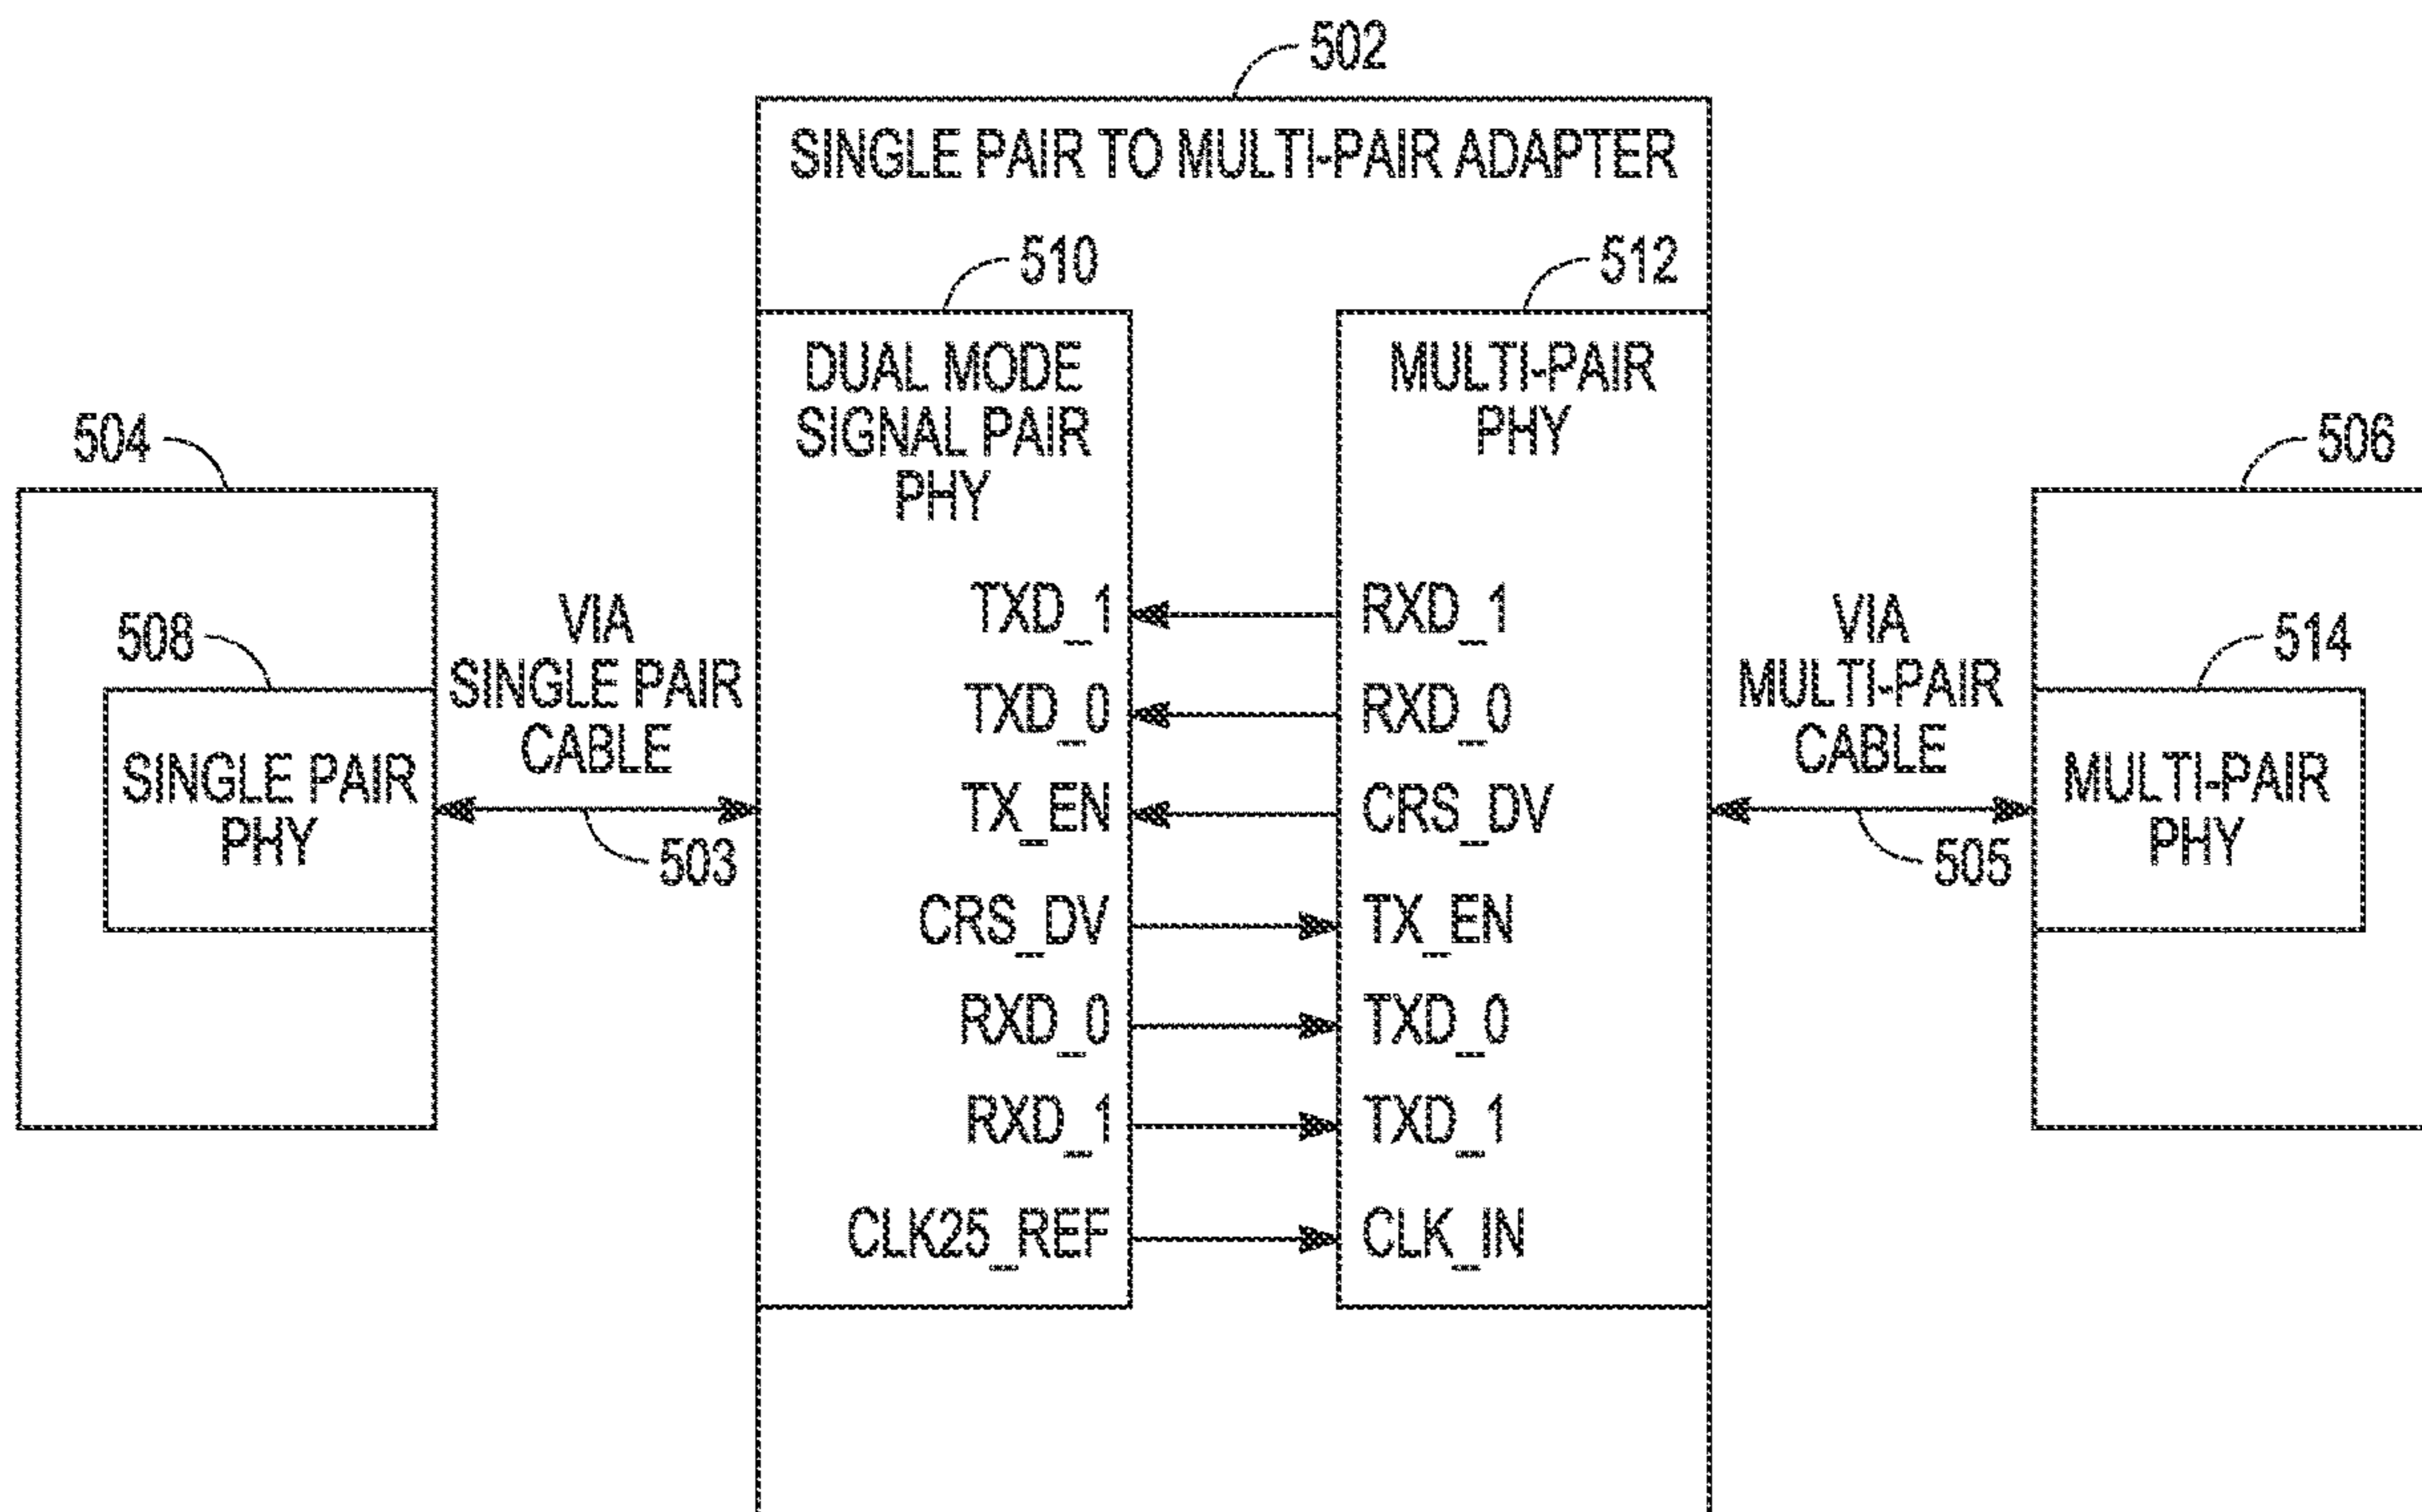 502
SINGLE PAIR TO MULTI-PAIR ADAPTER
510
512
DUAL MODE
SIGNAL PAIR
PHY
MULTI-PAIR
PHY
504
506
508
514
VIA
SINGLE PAIR
CABLE
503
SINGLE PAIR
PHY
VIA
MULTI-PAIR
CABLE
505
MULTI-PAIR
PHY
TXD_1 RXD_1
TXD_0 RXD_0
TX_EN CRS_DV
CRS_DV TX_EN
RXD_0 TXD_0
RXD_1 TXD_1
CLK25_REF CLK_IN